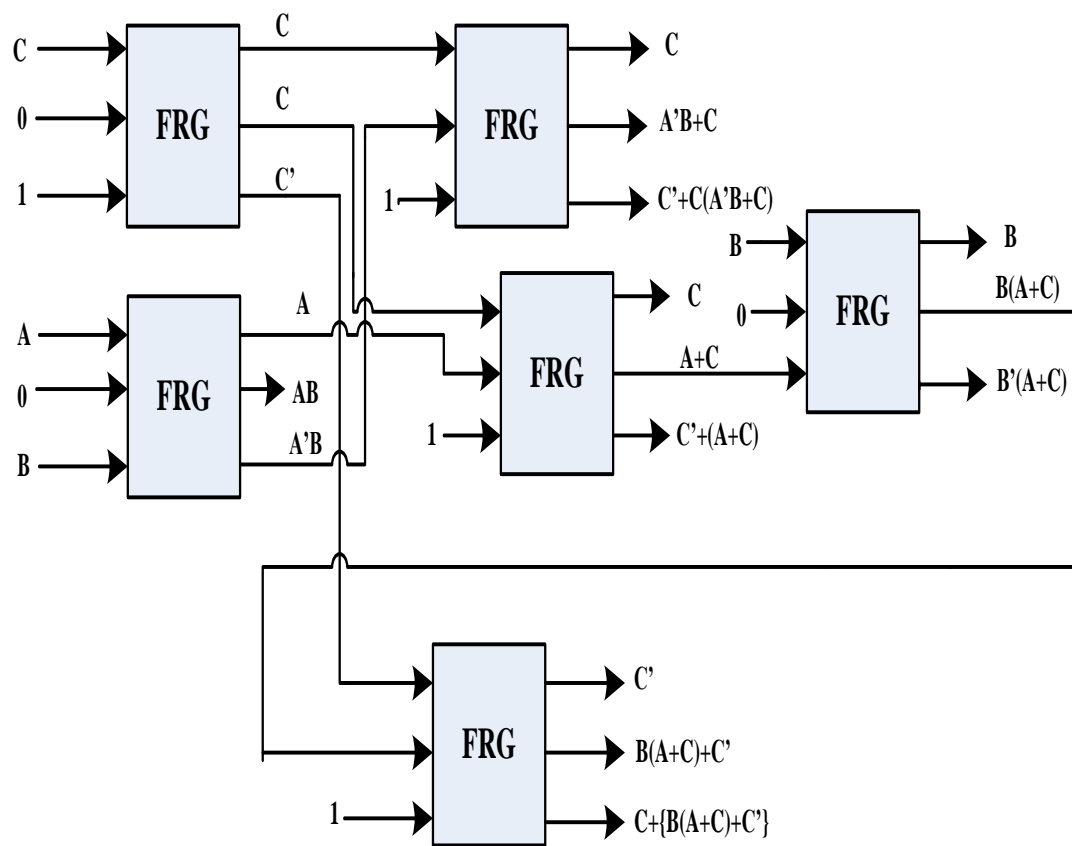 C
0
1
FRG
C
C
C'
FRG
1
C
A'B+C
C'+C(A'B+C)
A
0
B
FRG
A
AB
A'B
FRG
1
C
A+C
C'+(A+C)
B
0
FRG
B
B(A+C)
B'(A+C)
FRG
1
C'
B(A+C)+C'
C+{B(A+C)+C'}